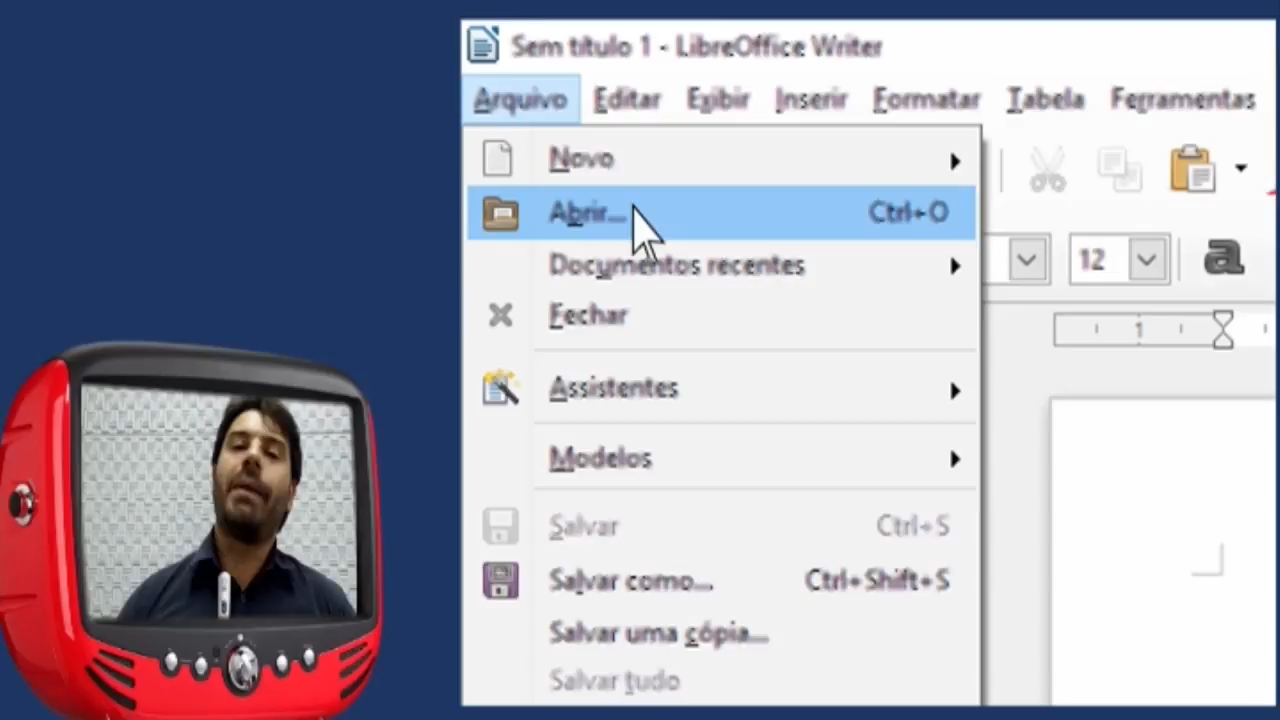 Sem título 1 - LibreOffice Writer
Arquivo Editar Exibir Inserir Formatar Tabela Ferramentas
Novo
Abrir... Ctrl+O
Documentos recentes
12
a
Fechar
1
Assistentes
Modelos
Salvar Ctrl+S
Salvar como... Ctrl+Shift+S
Salvar uma cópia...
Salvar tudo